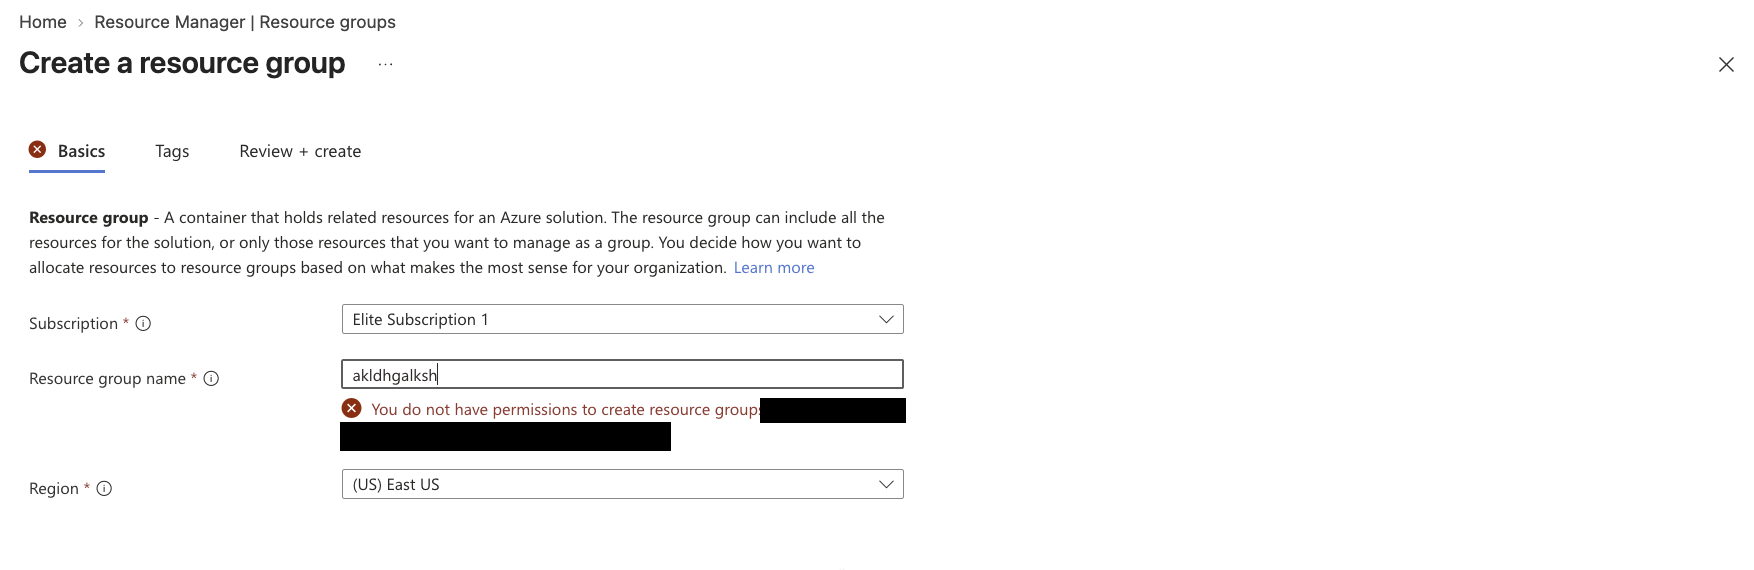 Home > Resource Manager | Resource groups
Create a resource group ...
Basics Tags Review + create
Resource group - A container that holds related resources for an Azure solution. The resource group can include all the
resources for the solution, or only those resources that you want to manage as a group. You decide how you want to
allocate resources to resource groups based on what makes the most sense for your organization. Learn more
Subscription * Elite Subscription 1
Resource group name * akldhgalksh
You do not have permissions to create resource groups
Region * (US) East US